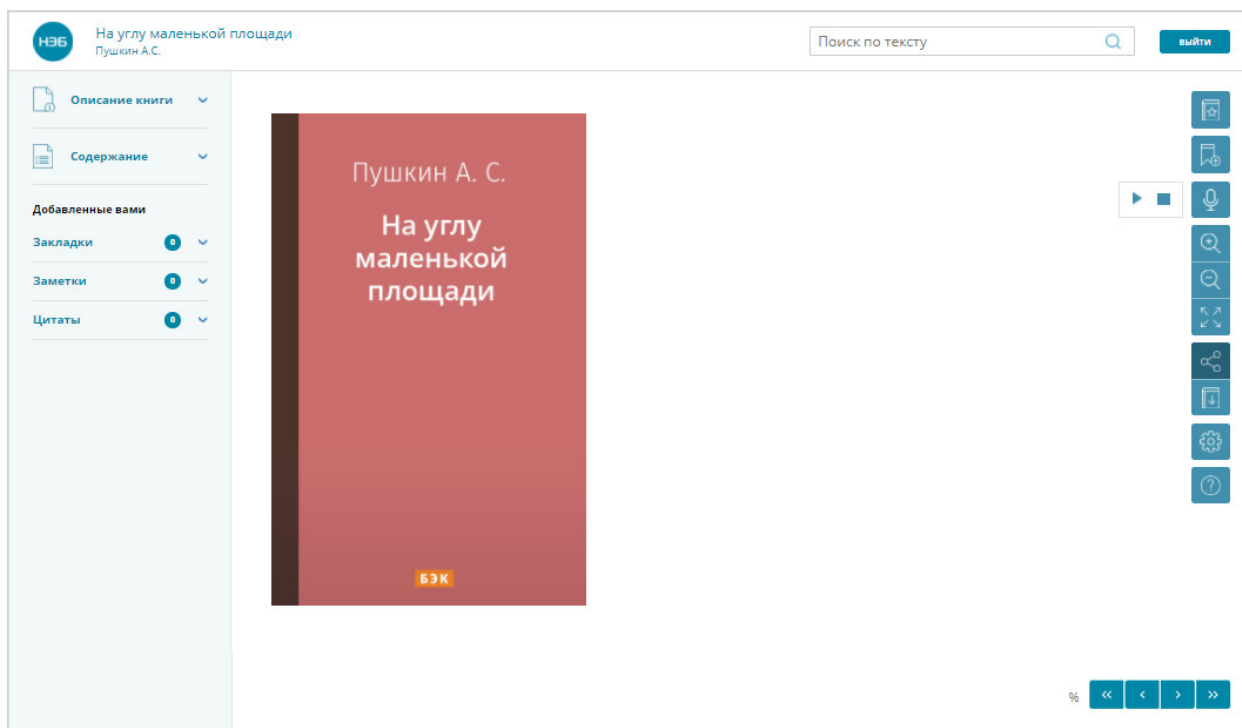 нэб
На углу маленькой площади
Пушкин А.С.
Поиск по тексту
выйти
Описание книги
Содержание
Добавленные вами
Закладки 0
Заметки 0
Цитаты 0
Пушкин А. С.
На углу
маленькой
площади
БЭК
%